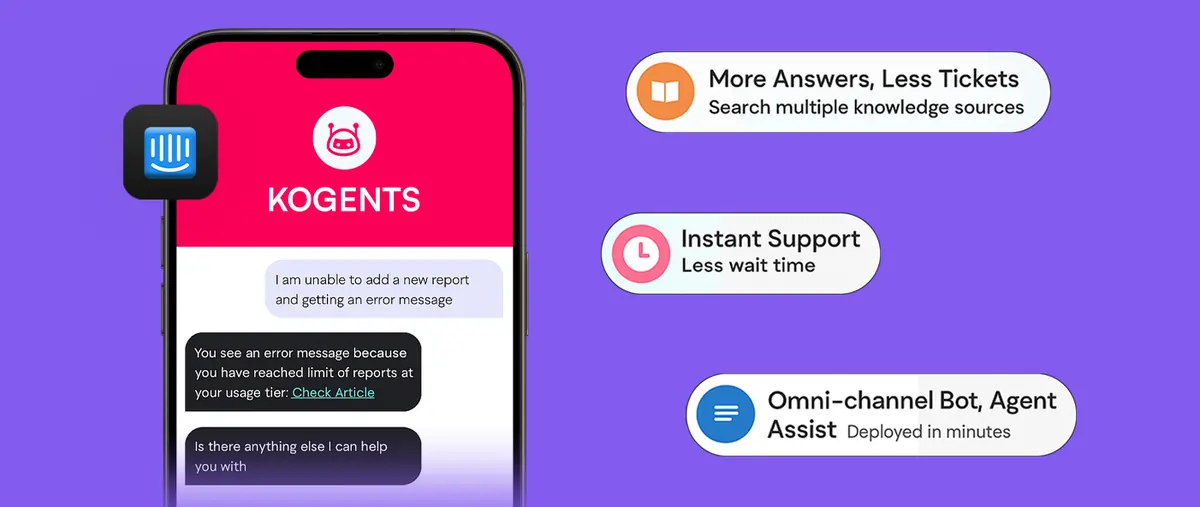 KOGENTS
I am unable to add a new report
and getting an error message
You see an error message because
you have reached limit of reports at
your usage tier: Check Article
Is there anything else I can help
you with
More Answers, Less Tickets
Search multiple knowledge sources
Instant Support
Less wait time
Omni-channel Bot, Agent
Assist Deployed in minutes